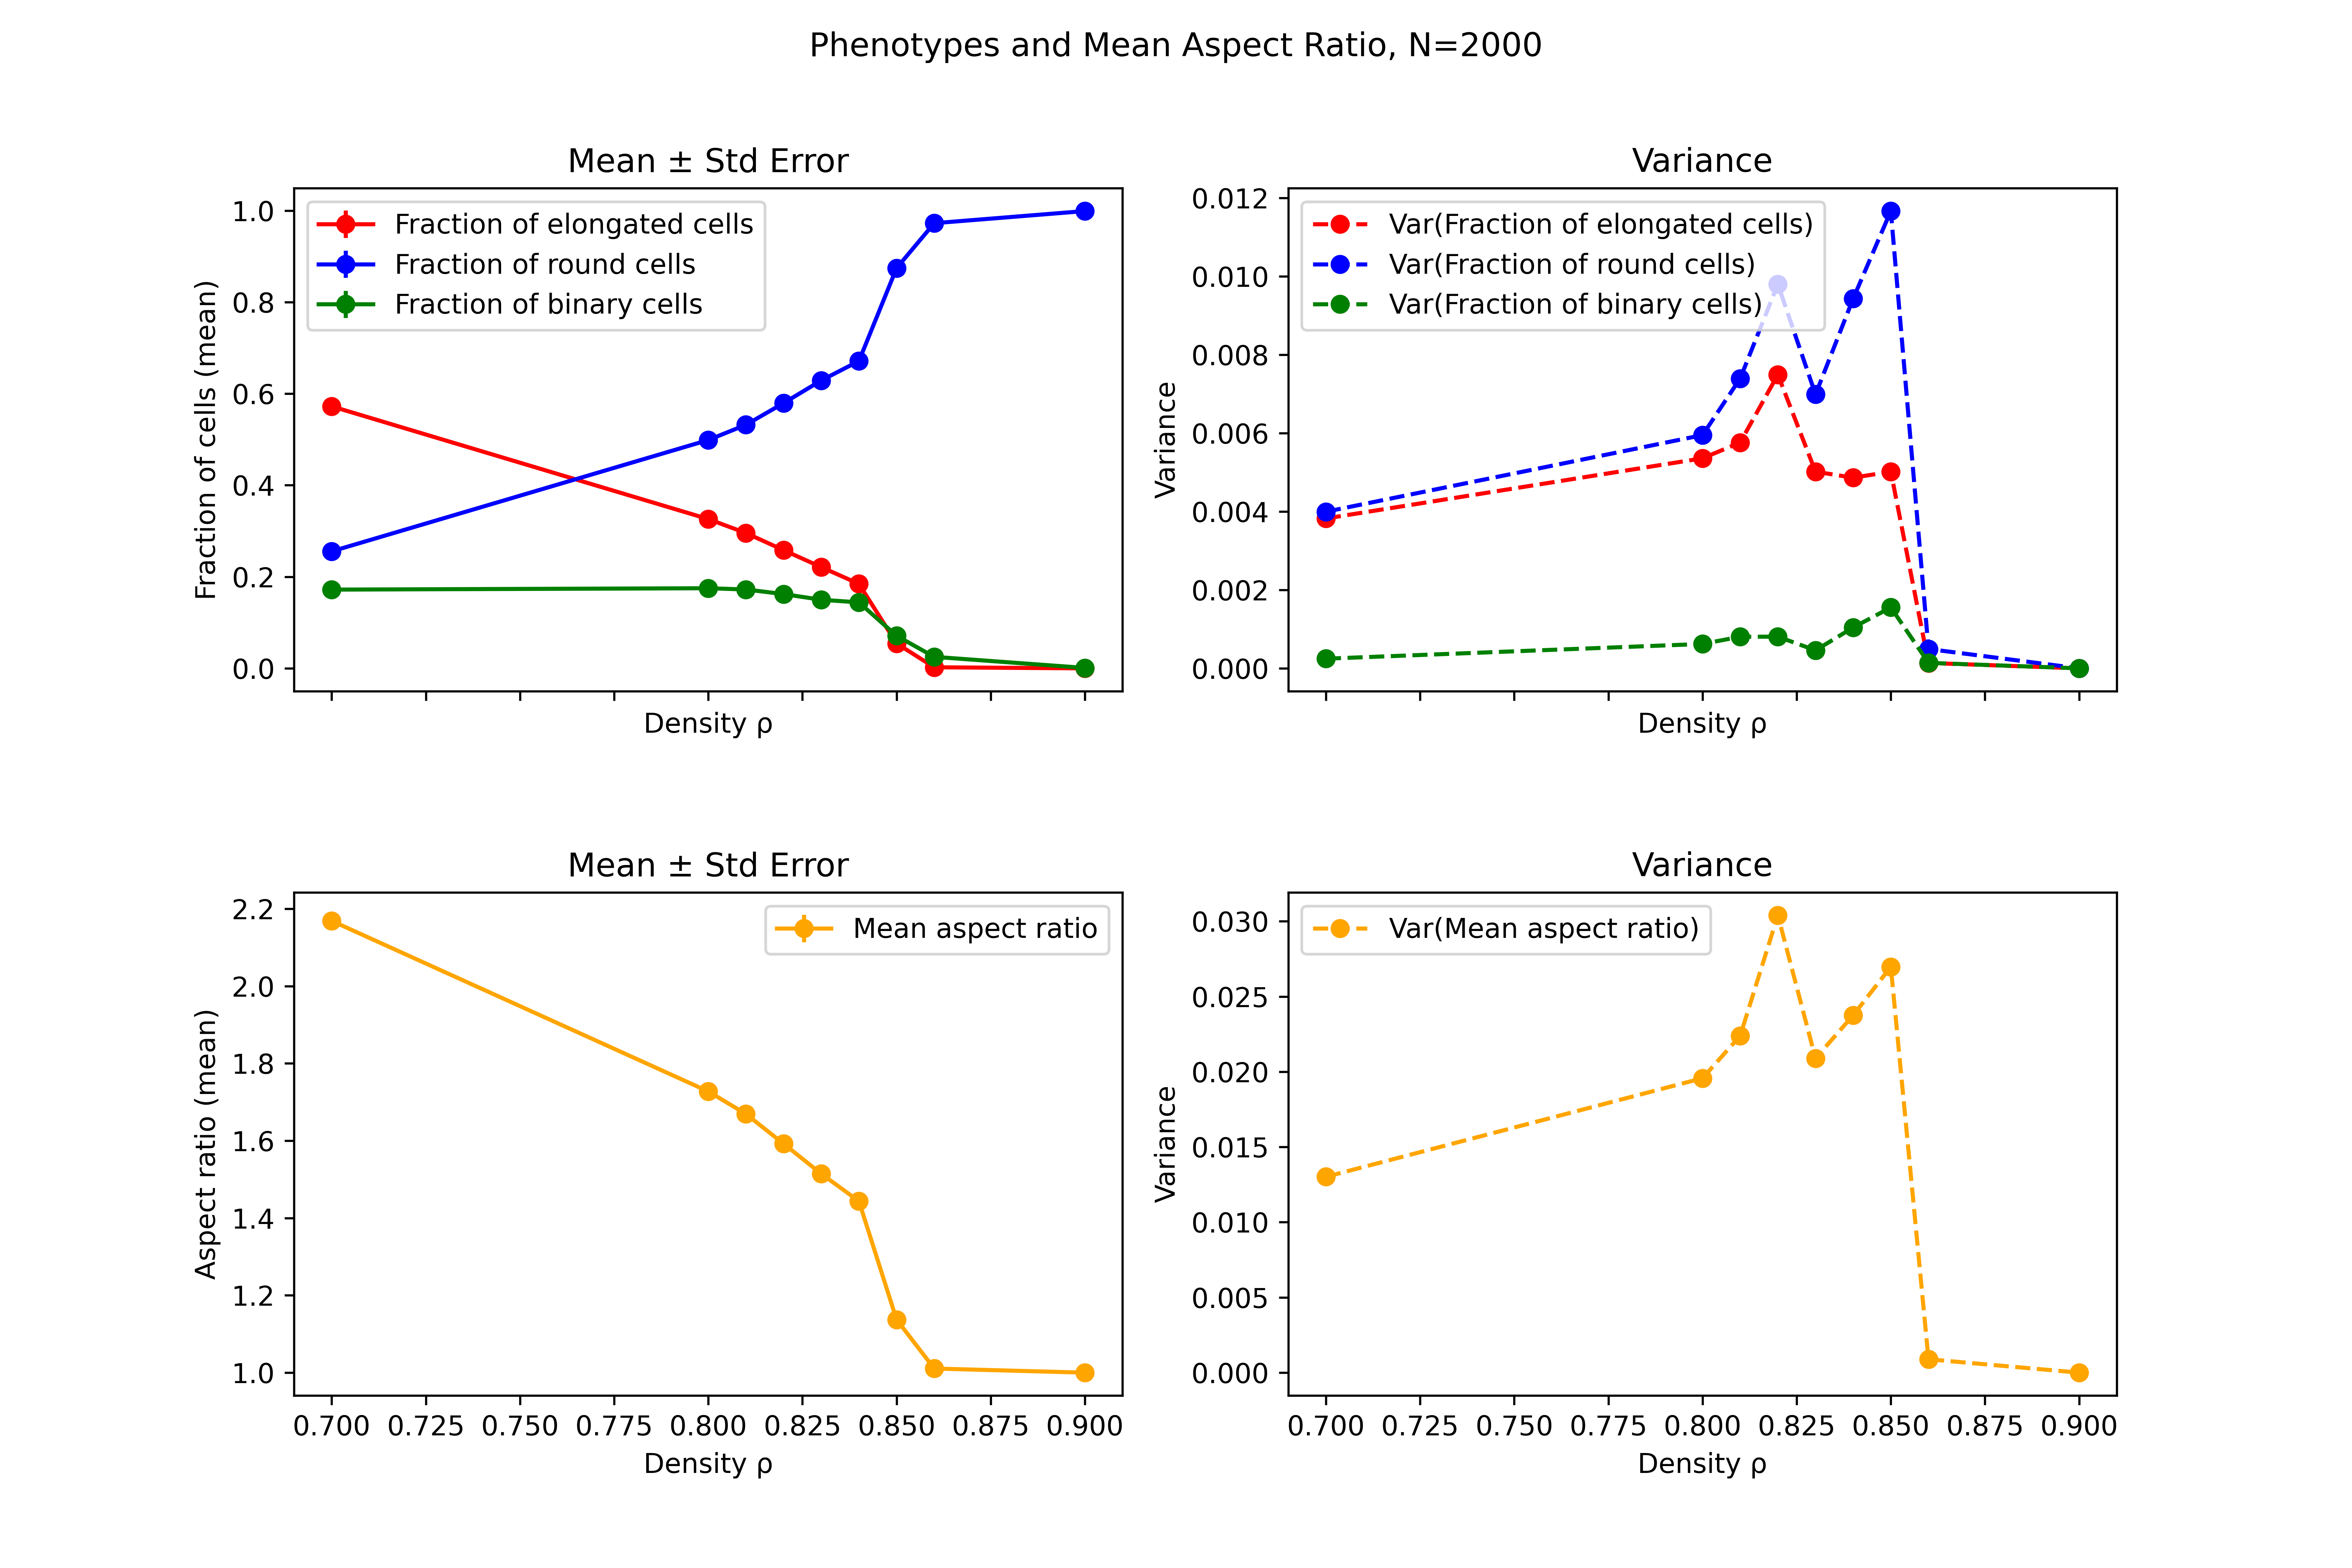 Phenotypes and Mean Aspect Ratio, N=2000
Mean ± Std Error
Fraction of cells (mean)
1.0
0.8
0.6
0.4
0.2
0.0
Fraction of elongated cells
Fraction of round cells
Fraction of binary cells
Density ρ
Variance
Variance
0.012
0.010
0.008
0.006
0.004
0.002
0.000
Var(Fraction of elongated cells)
Var(Fraction of round cells)
Var(Fraction of binary cells)
Density ρ
Mean ± Std Error
Aspect ratio (mean)
2.2
2.0
1.8
1.6
1.4
1.2
1.0
Mean aspect ratio
0.700 0.725 0.750 0.775 0.800 0.825 0.850 0.875 0.900
Density ρ
Variance
Variance
0.030
0.025
0.020
0.015
0.010
0.005
0.000
Var(Mean aspect ratio)
0.700 0.725 0.750 0.775 0.800 0.825 0.850 0.875 0.900
Density ρ